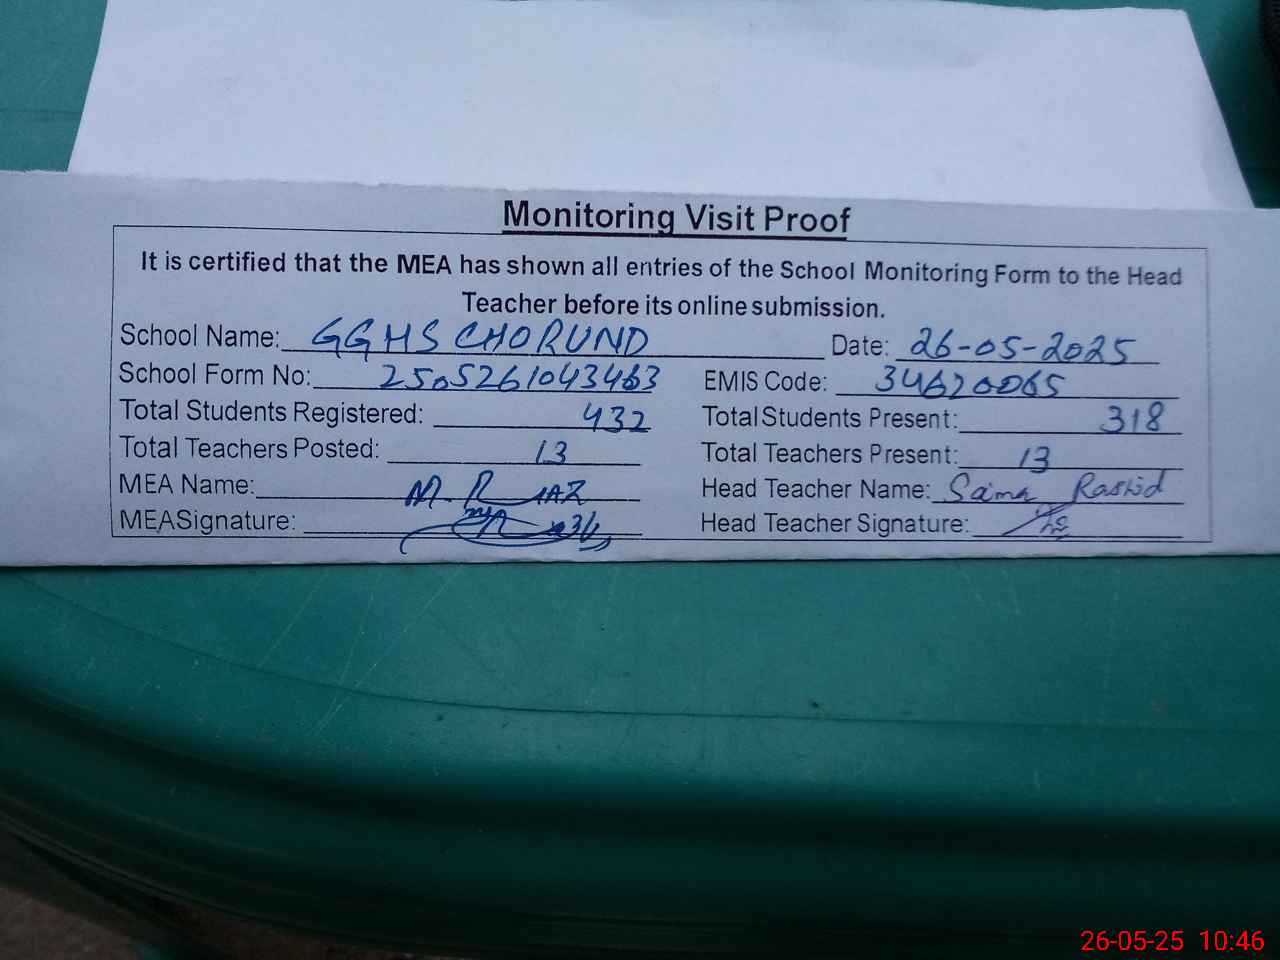 Monitoring Visit Proof
It is certified that the MEA has shown all entries of the School Monitoring Form to the Head
Teacher before its online submission.
School Name: GGHS CHORUND Date: 26-05-2025
School Form No: 2505261043463 EMIS Code: 34620065
Total Students Registered: 432 Total Students Present: 318
Total Teachers Posted: 13 Total Teachers Present: 13
MEA Name: M. RIAZ Head Teacher Name: Saima Rashid
MEASignature: Head Teacher Signature:
26-05-25 10:46